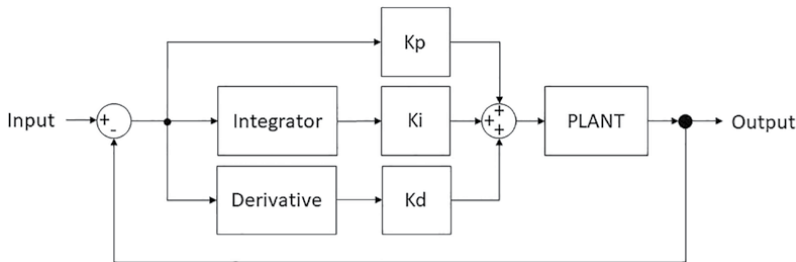 Kp
Input
+
-
Integrator
Ki
+
+
+
PLANT
Output
Derivative
Kd